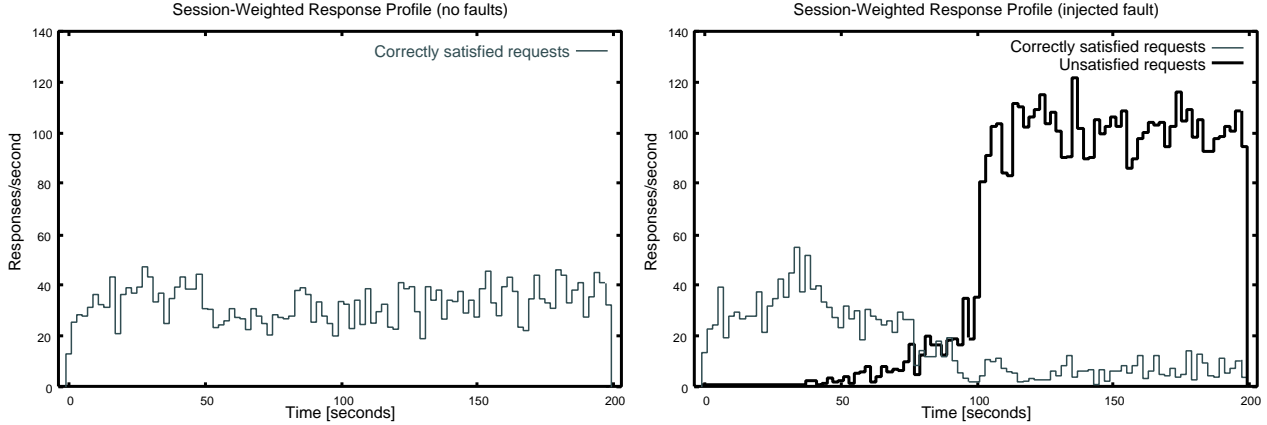 Session-Weighted Response Profile (no faults)
Correctly satisfied requests
Responses/second
140
120
100
80
60
40
20
0
0
50
100
150
200
Time [seconds]
Session-Weighted Response Profile (injected fault)
Correctly satisfied requests
Unsatisfied requests
Responses/second
140
120
100
80
60
40
20
0
0
50
100
150
200
Time [seconds]